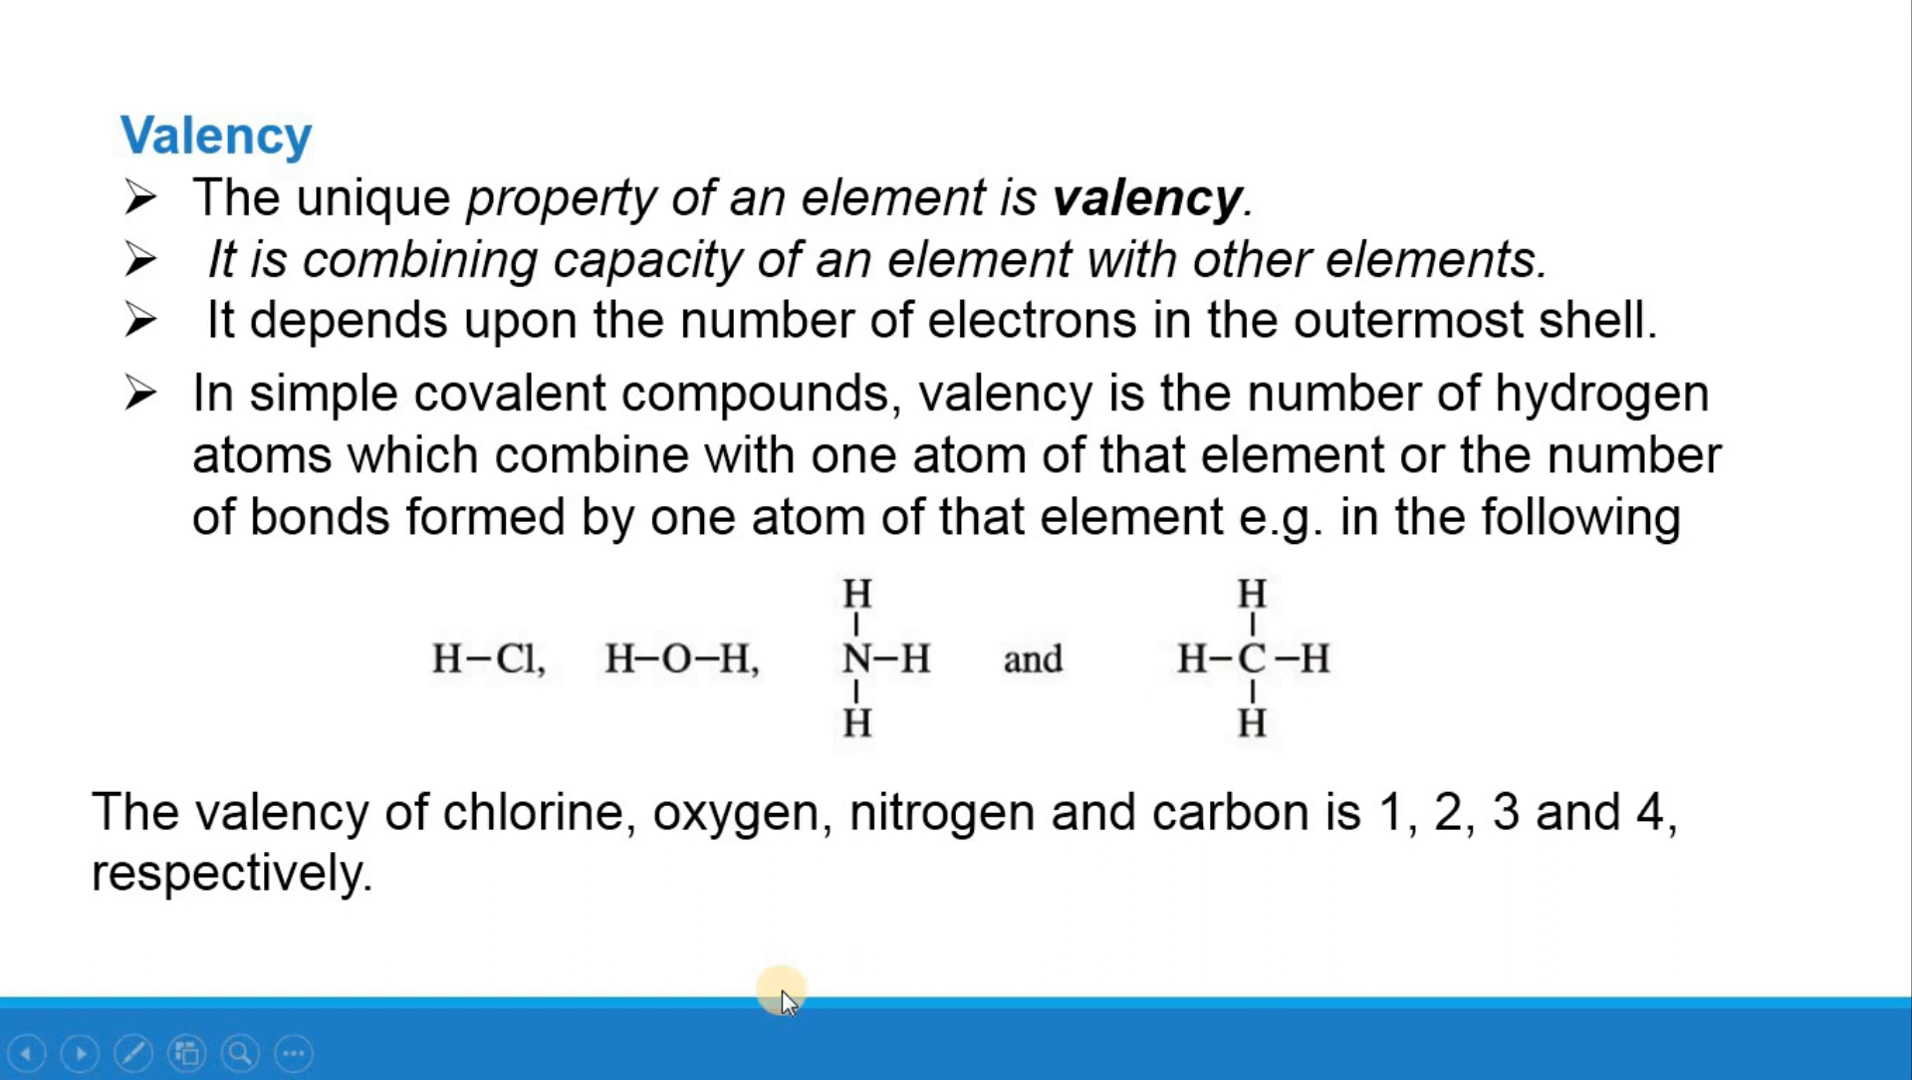 Valency
➢ The unique property of an element is valency.
➢ It is combining capacity of an element with other elements.
➢ It depends upon the number of electrons in the outermost shell.
➢ In simple covalent compounds, valency is the number of hydrogen
atoms which combine with one atom of that element or the number
of bonds formed by one atom of that element e.g. in the following
H H
| |
H–Cl, H–O–H, N–H and H–C–H
| |
H H
The valency of chlorine, oxygen, nitrogen and carbon is 1, 2, 3 and 4,
respectively.